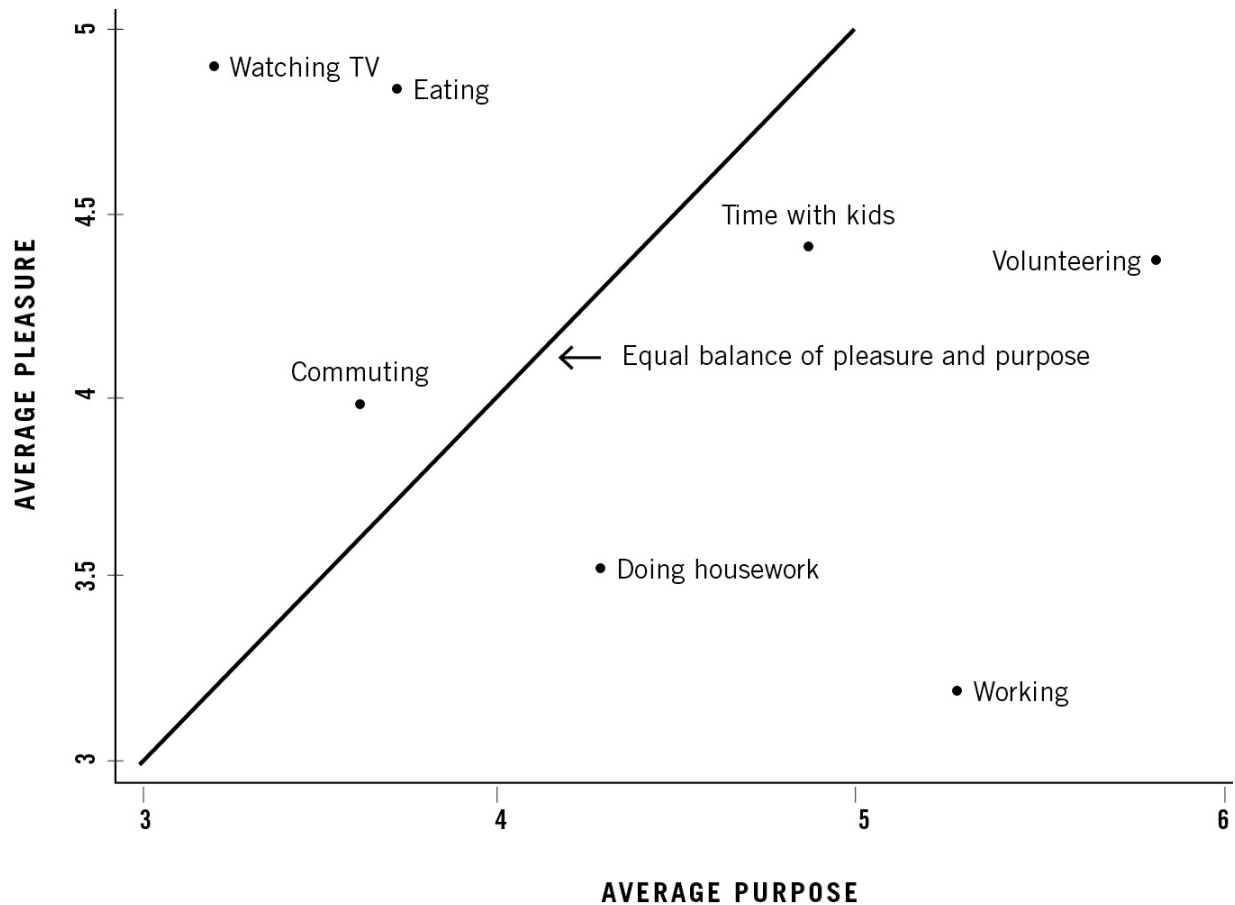 5
Watching TV
Eating
4.5
Time with kids
Volunteering
AVERAGE PLEASURE
Equal balance of pleasure and purpose
Commuting
4
3.5
Doing housework
Working
3
3 4 5 6
AVERAGE PURPOSE